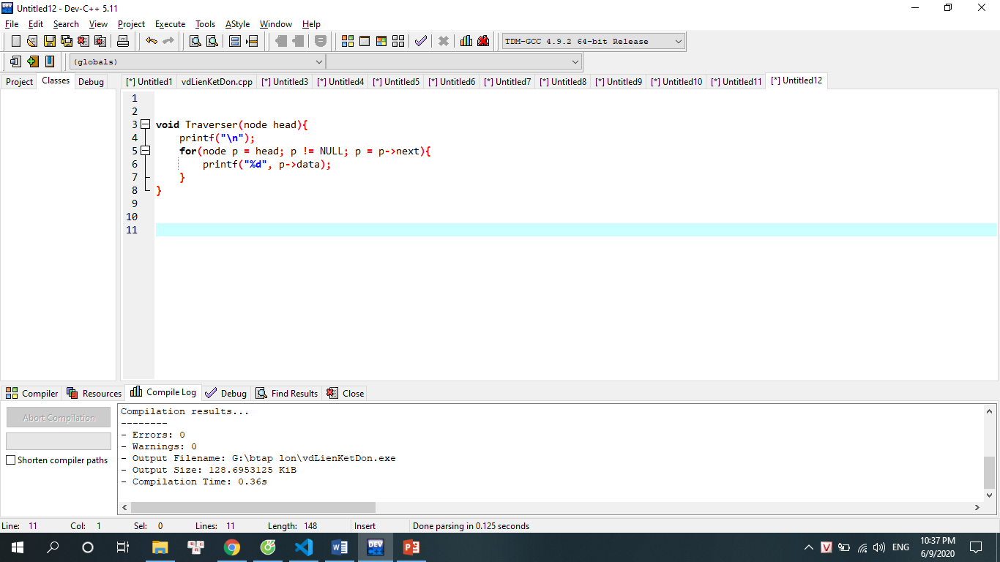 Untitled12 - Dev-C++ 5.11
File Edit Search View Project Execute Tools AStyle Window Help
TDM-GCC 4.9.2 64-bit Release
(globals)
Project Classes Debug
[*] Untitled1 vdLienKetDon.cpp [*] Untitled3 [*] Untitled4 [*] Untitled5 [*] Untitled6 [*] Untitled7 [*] Untitled8 [*] Untitled9 [*] Untitled10 [*] Untitled11 [*] Untitled12
1
2
3 void Traverser(node head){
4 printf("\n");
5 for(node p = head; p != NULL; p = p->next){
6 printf("%d", p->data);
7 }
8 }
9
10
11
Compiler Resources Compile Log Debug Find Results Close
Abort Compilation
Shorten compiler paths
Compilation results...
--------
- Errors: 0
- Warnings: 0
- Output Filename: G:\btap lon\vdLienKetDon.exe
- Output Size: 128.6953125 KiB
- Compilation Time: 0.36s
Line: 11 Col: 1 Sel: 0 Lines: 11 Length: 148 Insert Done parsing in 0.125 seconds
ENG
10:37 PM
6/9/2020